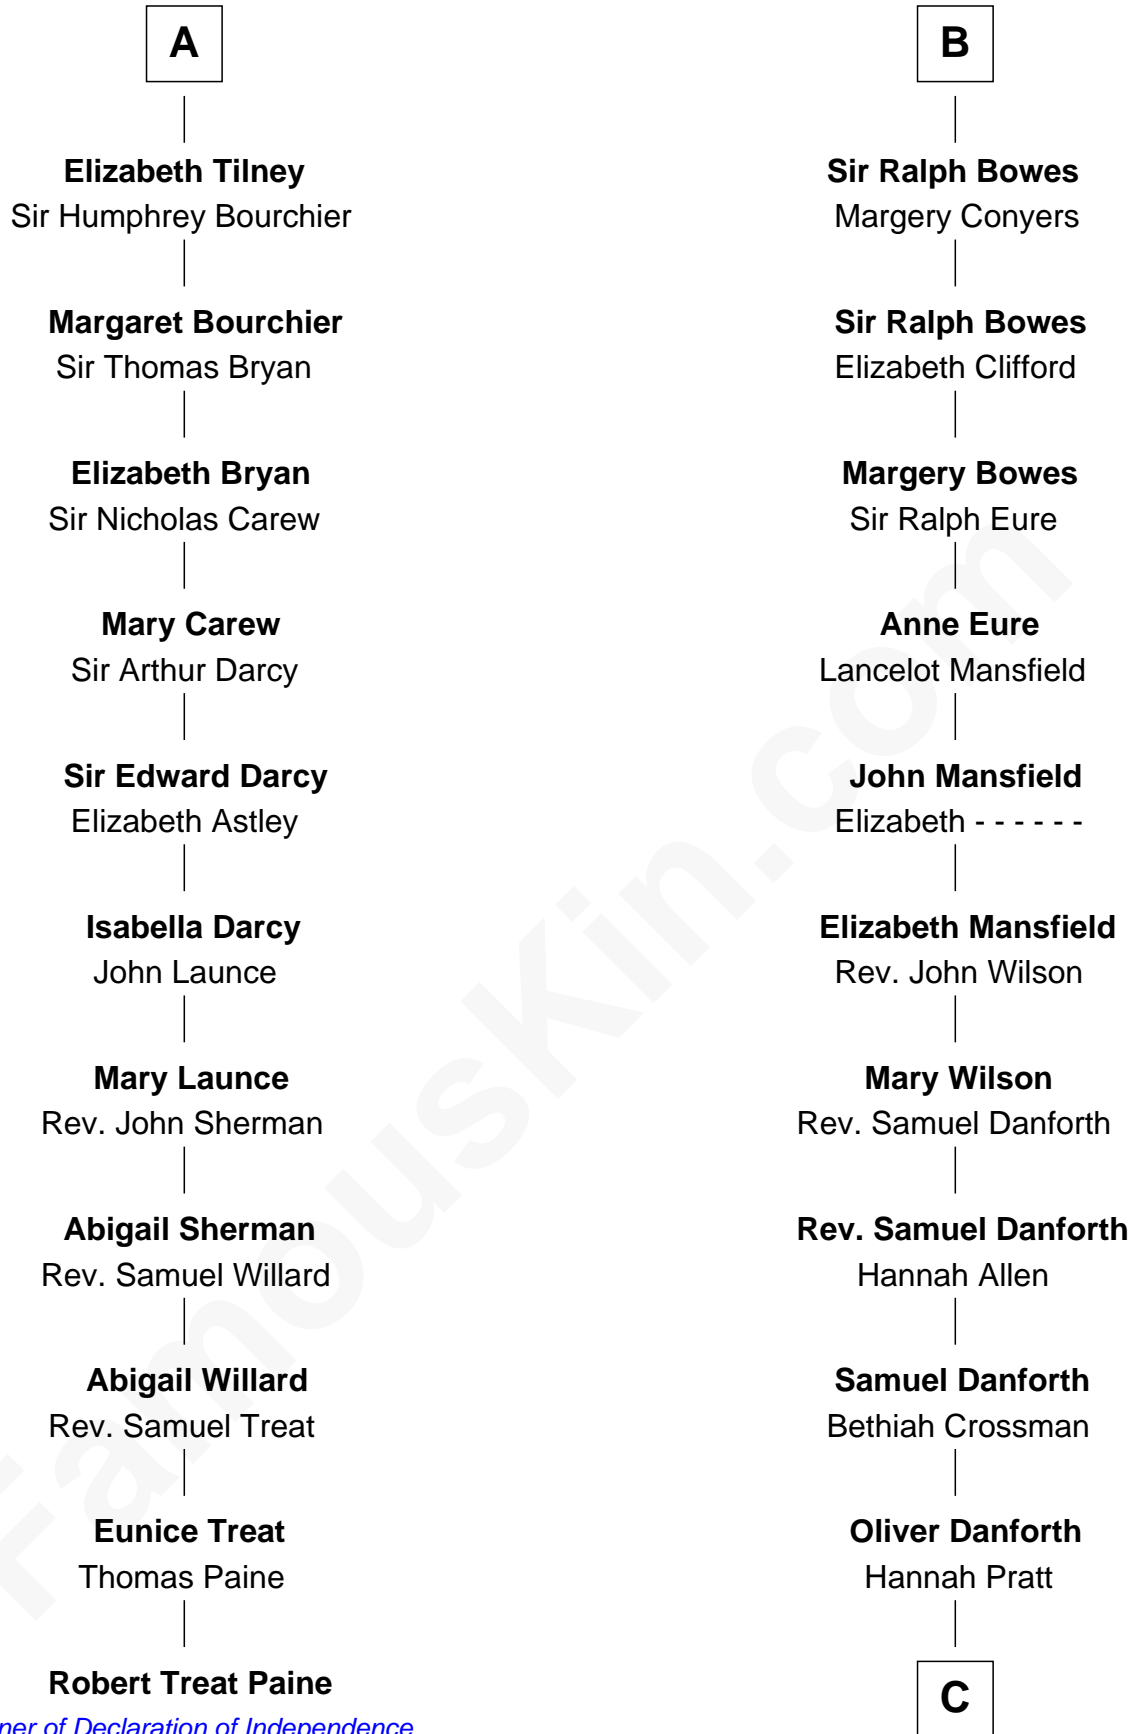 A
Elizabeth Tilney
Sir Humphrey Bourchier
Margaret Bourchier
Sir Thomas Bryan
Elizabeth Bryan
Sir Nicholas Carew
Mary Carew
Sir Arthur Darcy
Sir Edward Darcy
Elizabeth Astley
Isabella Darcy
John Launce
Mary Launce
Rev. John Sherman
Abigail Sherman
Rev. Samuel Willard
Abigail Willard
Rev. Samuel Treat
Eunice Treat
Thomas Paine
Robert Treat Paine
ner of Declaration of Independence
B
Sir Ralph Bowes
Margery Conyers
Sir Ralph Bowes
Elizabeth Clifford
Margery Bowes
Sir Ralph Eure
Anne Eure
Lancelot Mansfield
John Mansfield
Elizabeth - - - - - -
Elizabeth Mansfield
Rev. John Wilson
Mary Wilson
Rev. Samuel Danforth
Rev. Samuel Danforth
Hannah Allen
Samuel Danforth
Bethiah Crossman
Oliver Danforth
Hannah Pratt
C
FamousKin.com